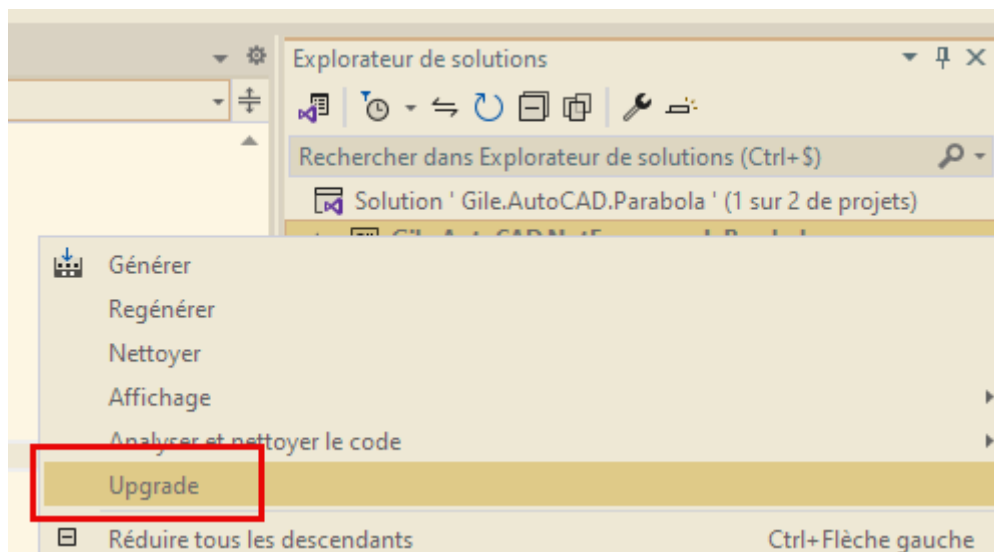 Explorateur de solutions
Rechercher dans Explorateur de solutions (Ctrl+$)
Solution ' Gile.AutoCAD.Parabola ' (1 sur 2 de projets)
Générer
Regénérer
Nettoyer
Affichage
Analyser et nettoyer le code
Upgrade
Réduire tous les descendants Ctrl+Flèche gauche